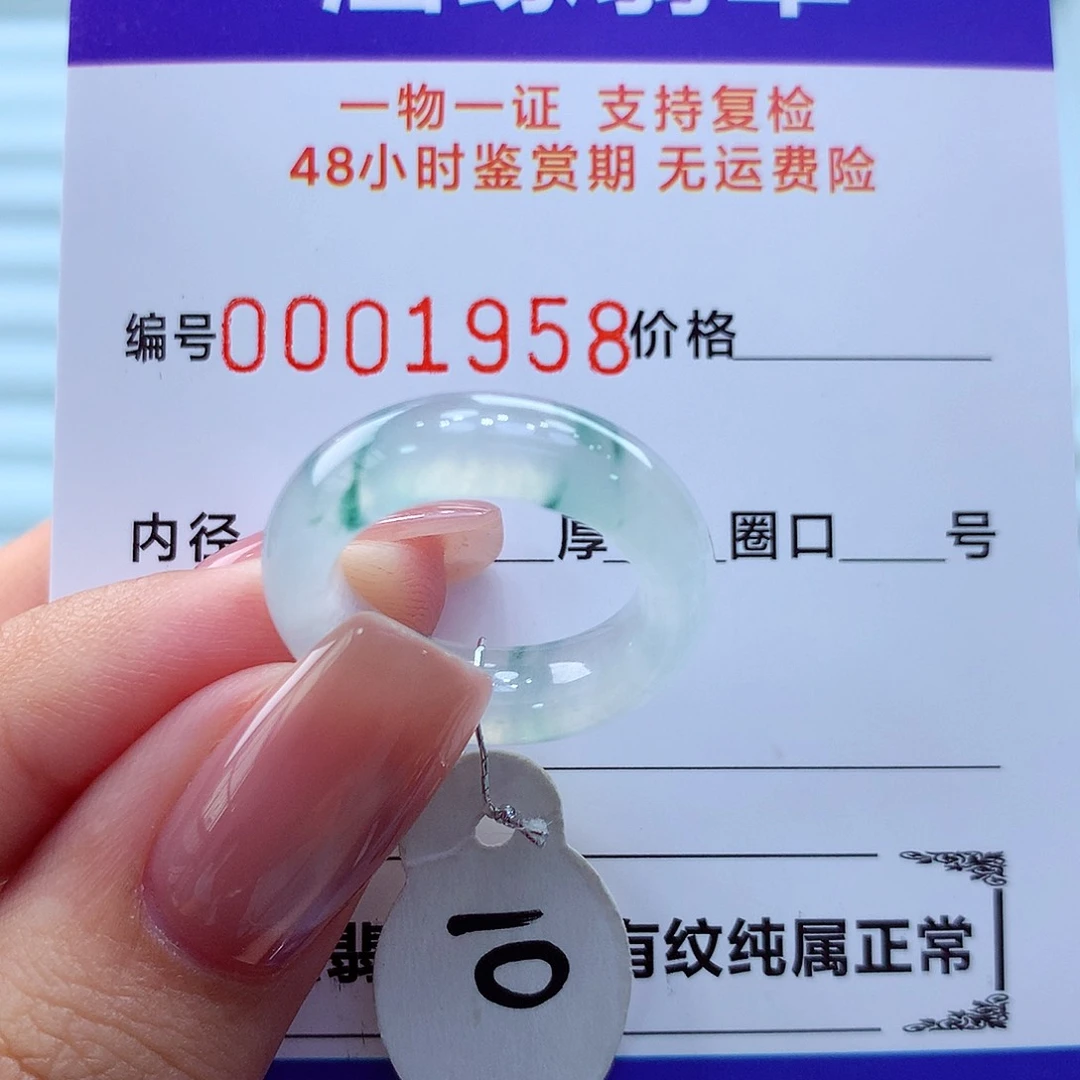 一物一证 支持复检
48小时鉴赏期 无运费险
编号0001958价格
内径 厚 圈口 号
翡 有纹纯属正常
10